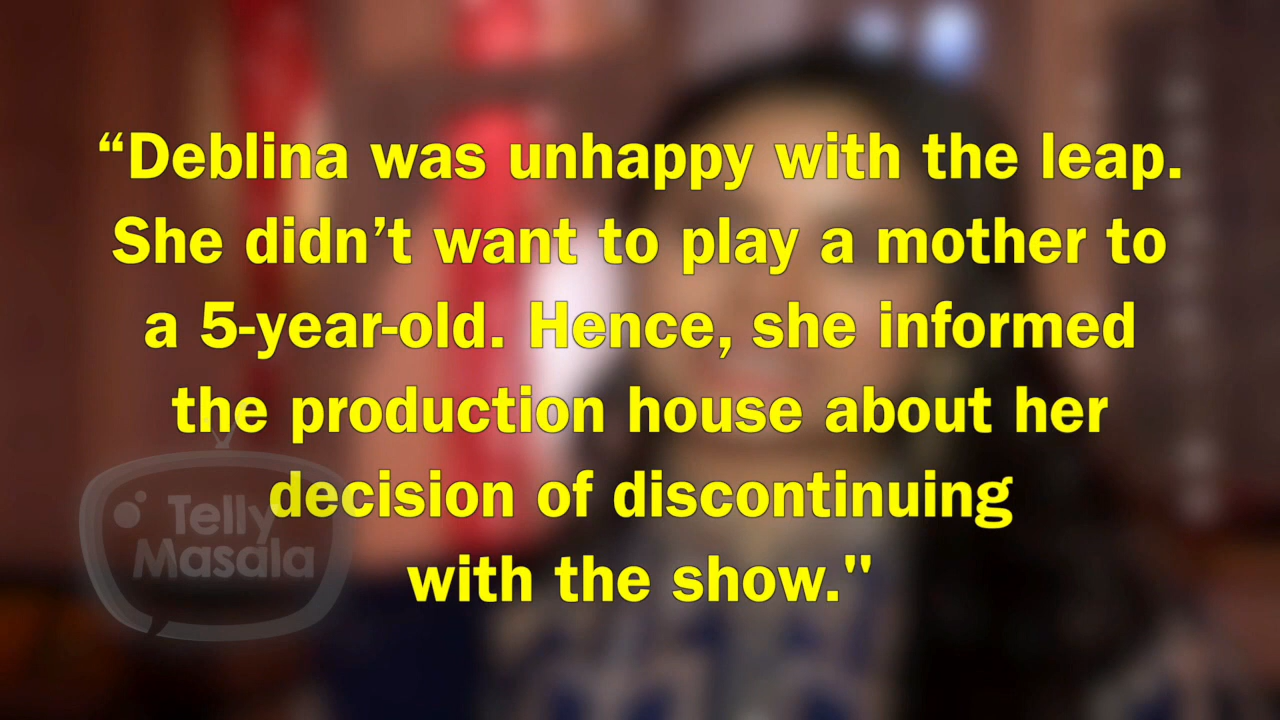 “Deblina was unhappy with the leap.
She didn’t want to play a mother to
a 5-year-old. Hence, she informed
the production house about her
decision of discontinuing
with the show."
Telly
Masala